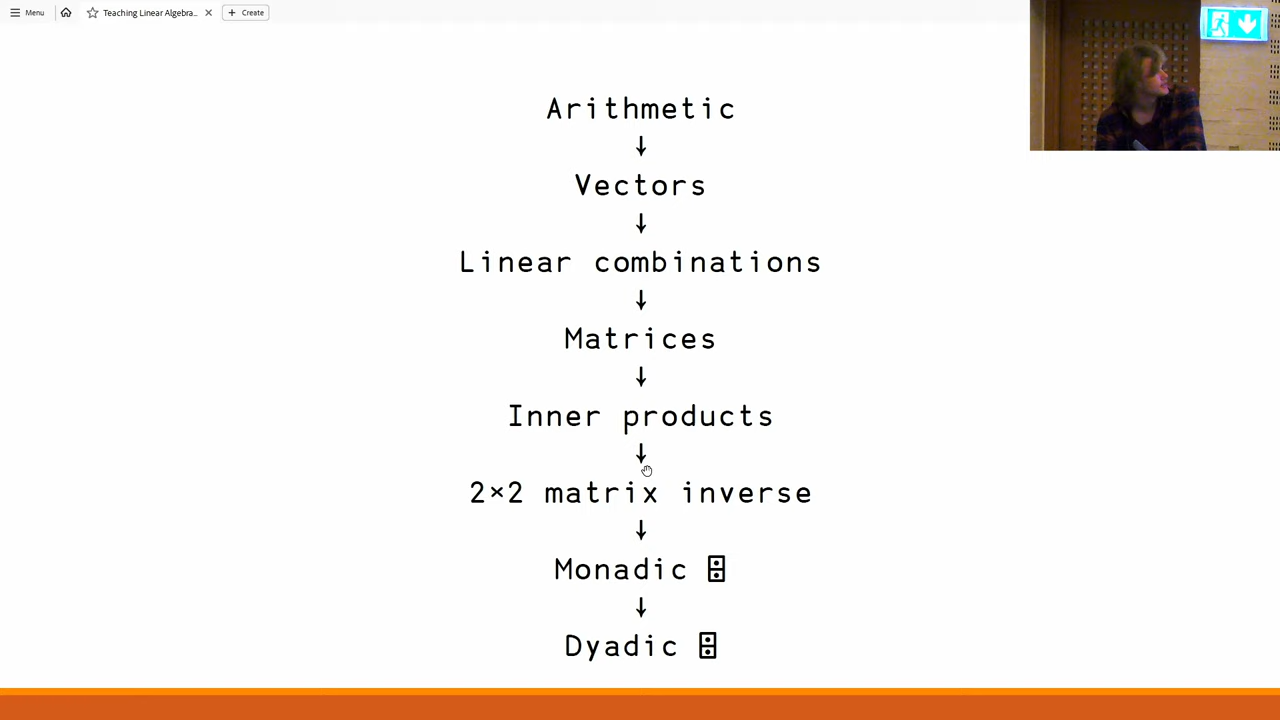 Menu
Teaching Linear Algebra..
Create
Arithmetic
↓
Vectors
↓
Linear combinations
↓
Matrices
↓
Inner products
↓
2×2 matrix inverse
↓
Monadic ⌹
↓
Dyadic ⌹